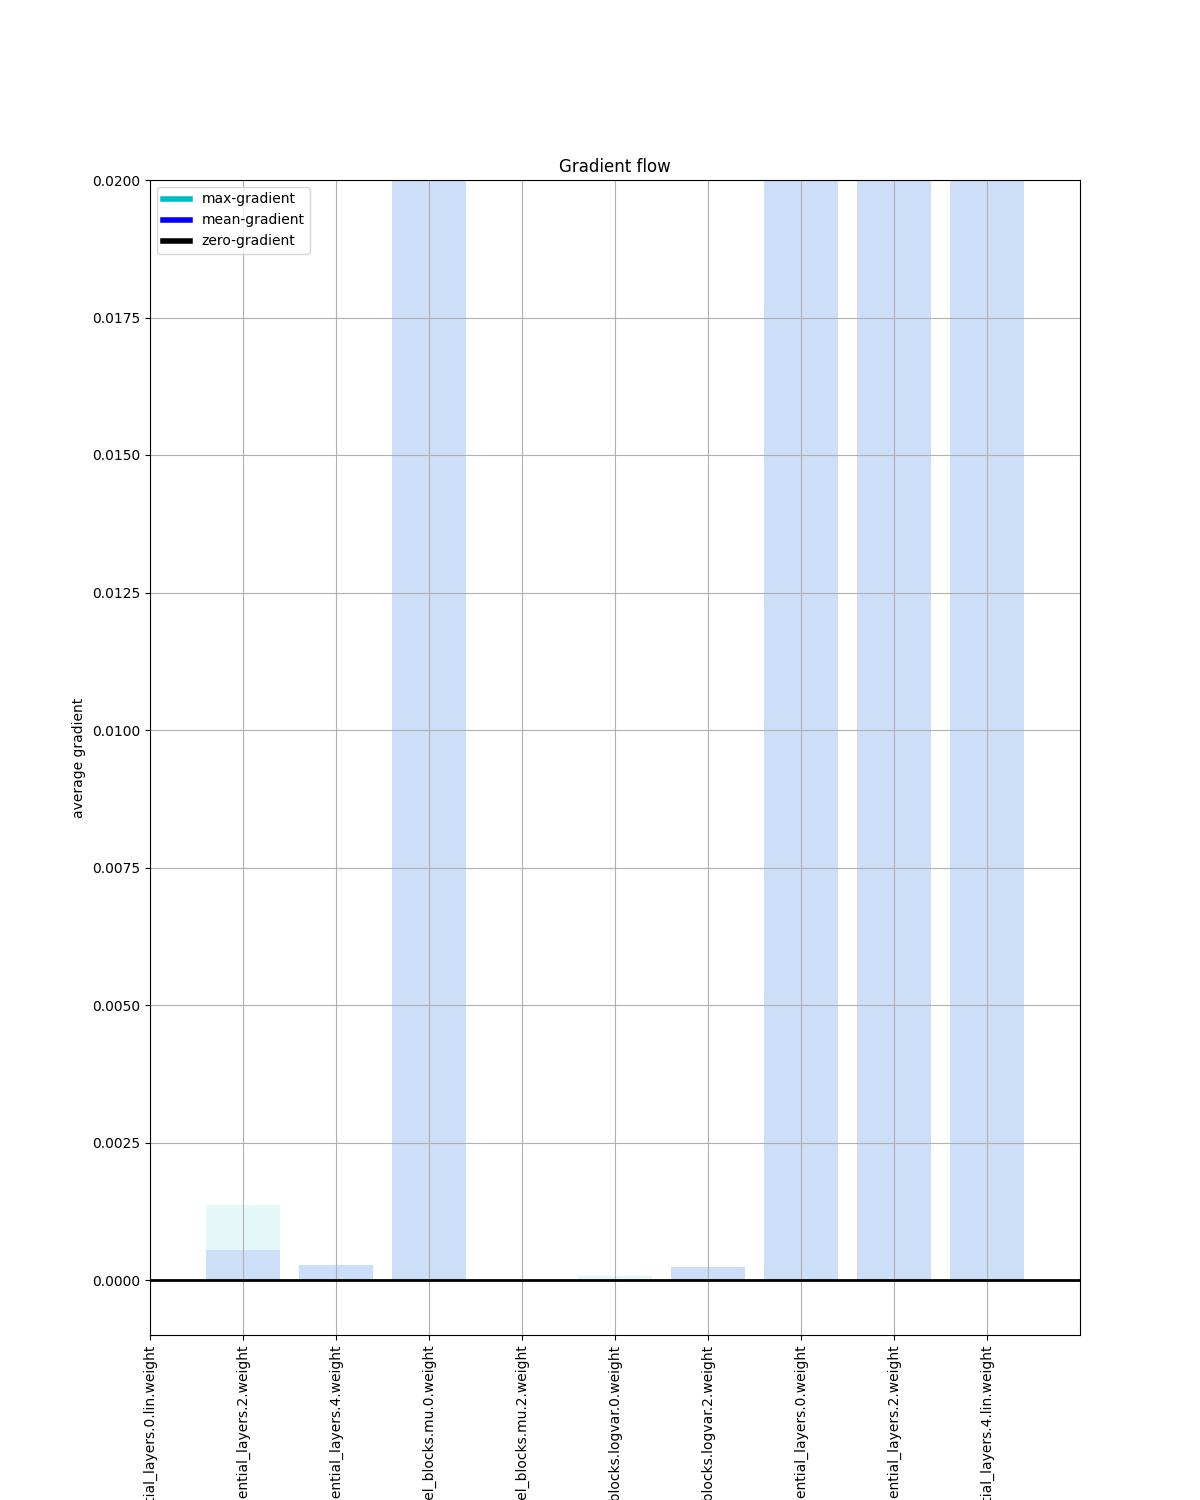 Gradient flow
max-gradient
mean-gradient
zero-gradient
0.0200
0.0175
0.0150
0.0125
0.0100
0.0075
0.0050
0.0025
0.0000
average gradient
tial_layers.0.lin.weight
ential_layers.2.weight
ential_layers.4.weight
el_blocks.mu.0.weight
el_blocks.mu.2.weight
blocks.logvar.0.weight
blocks.logvar.2.weight
ential_layers.0.weight
ential_layers.2.weight
tial_layers.4.lin.weight